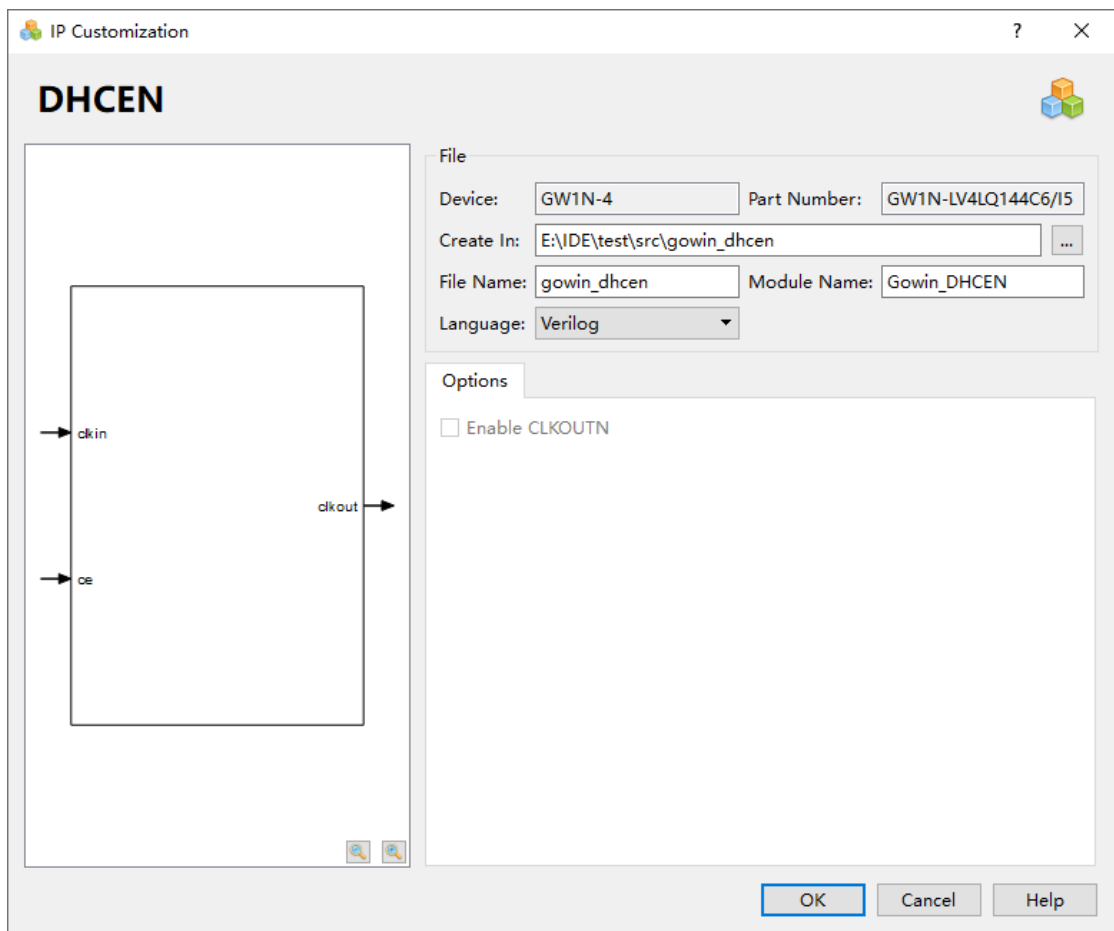 IP Customization
?
DHCEN
File
Device: GW1N-4 Part Number: GW1N-LV4LQ144C6/I5
Create In: E:\IDE\test\src\gowin_dhcen ...
File Name: gowin_dhcen Module Name: Gowin_DHCEN
Language: Verilog
Options
Enable CLKOUTN
clkin
clkout
ce
OK Cancel Help